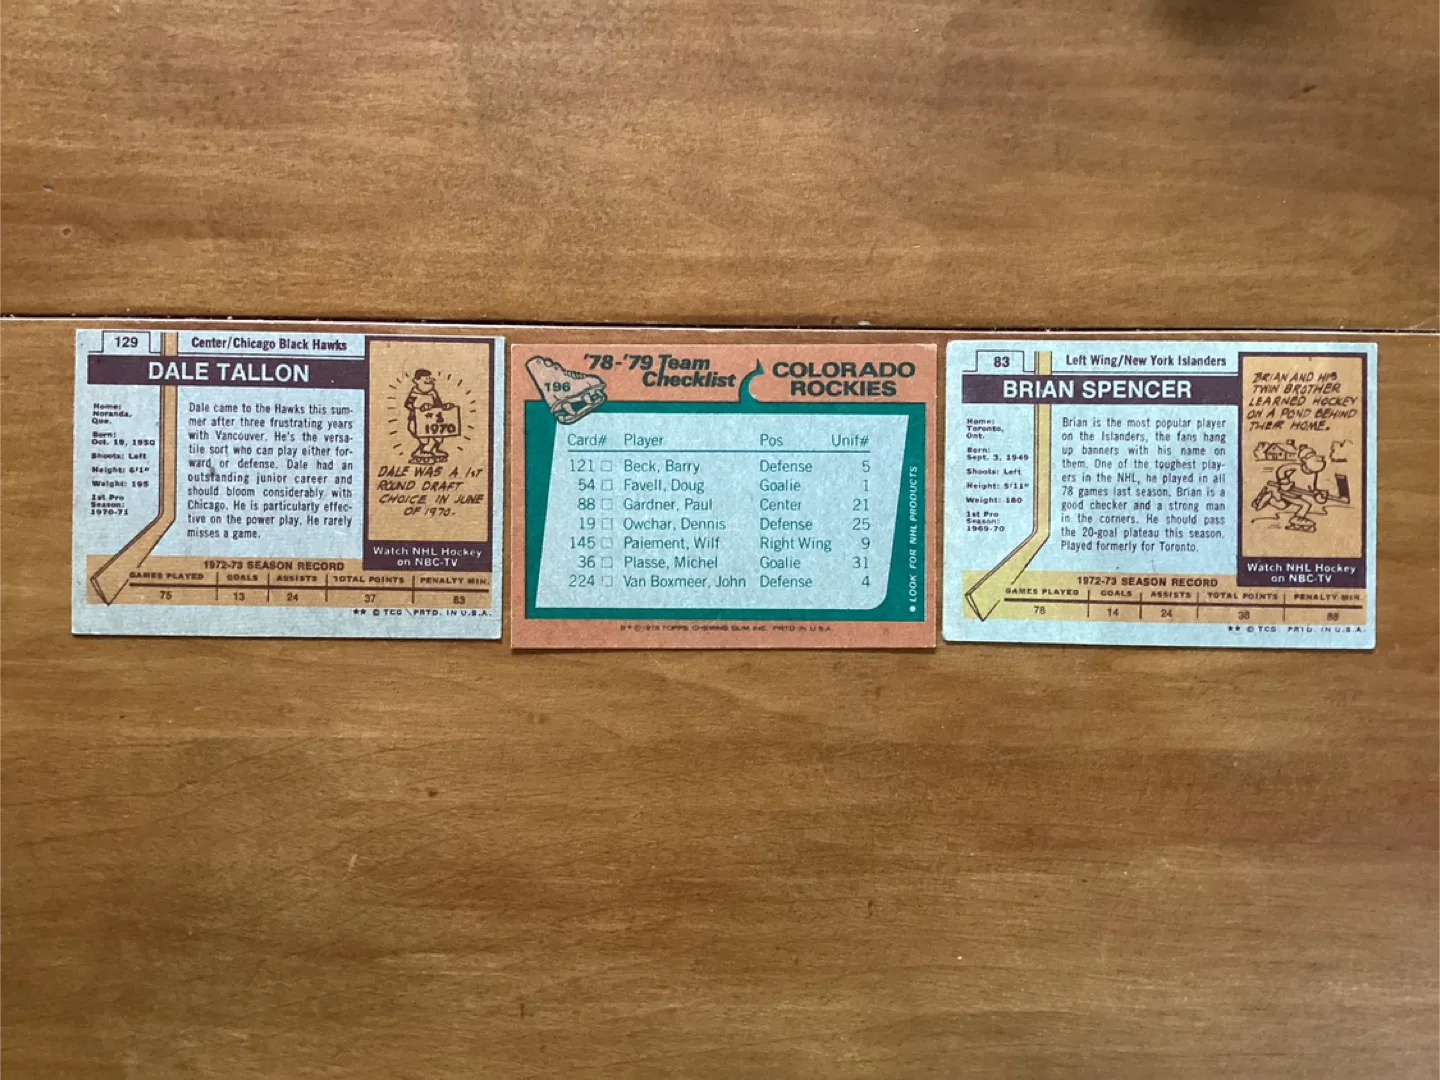 129
Center/Chicago Black Hawks
DALE TALLON
Home:
Noranda,
Que.
Born:
Oct. 19, 1950
Shoots: Left
Height: 6'1"
Weight: 195
1st Pro
Season:
1970-71
Dale came to the Hawks this sum-
mer after three frustrating years
with Vancouver. He's the versa-
tile sort who can play either for-
ward or defense. Dale had an
outstanding junior career and
should bloom considerably with
Chicago. He is particularly effec-
tive on the power play. He rarely
misses a game.
#1
1970
DALE WAS A 1ST
ROUND DRAFT
CHOICE IN JUNE
OF 1970.
Watch NHL Hockey
on NBC-TV
1972-73 SEASON RECORD
GAMES PLAYED GOALS ASSISTS TOTAL POINTS PENALTY MIN.
75 13 24 37 83
** © TCG PRTD. IN U.S.A.
196
'78-'79 Team
Checklist
COLORADO
ROCKIES
Card# Player Pos Unif#
121 Beck, Barry Defense 5
54 Favell, Doug Goalie 1
88 Gardner, Paul Center 21
19 Owchar, Dennis Defense 25
145 Paiement, Wilf Right Wing 9
36 Plasse, Michel Goalie 31
224 Van Boxmeer, John Defense 4
● LOOK FOR NHL PRODUCTS
© 1978 TOPPS CHEWING GUM, INC. PRTD IN U.S.A.
83
Left Wing/New York Islanders
BRIAN SPENCER
Home:
Toronto,
Ont.
Born:
Sept. 3, 1949
Shoots: Left
Height: 5'11"
Weight: 180
1st Pro
Season:
1969-70
Brian is the most popular player
on the Islanders, the fans hang
up banners with his name on
them. One of the toughest play-
ers in the NHL, he played in all
78 games last season. Brian is a
good checker and a strong man
in the corners. He should pass
the 20-goal plateau this season.
Played formerly for Toronto.
BRIAN AND HIS
TWIN BROTHER
LEARNED HOCKEY
ON A POND BEHIND
THEIR HOME.
Watch NHL Hockey
on NBC-TV
1972-73 SEASON RECORD
GAMES PLAYED GOALS ASSISTS TOTAL POINTS PENALTY MIN.
78 14 24 38 88
** © TCG. PRTD. IN U.S.A.